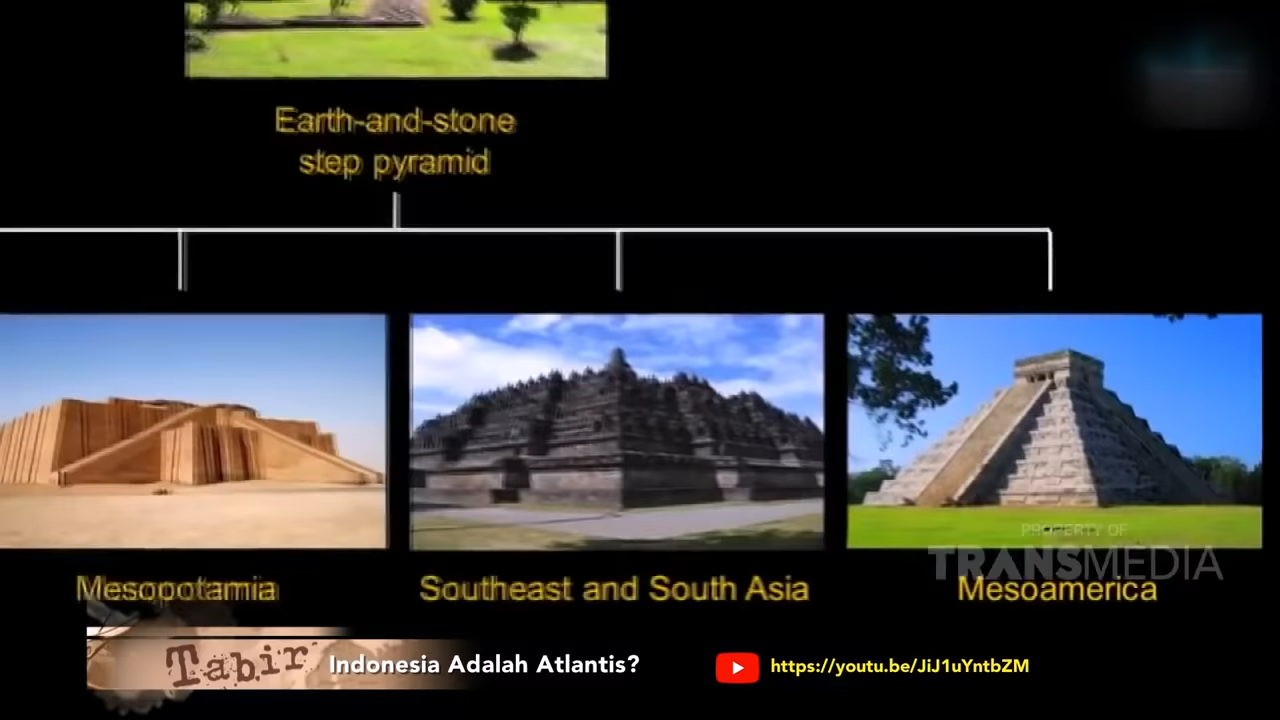 Earth-and-stone
step pyramid
Mesopotamia
Southeast and South Asia
Mesoamerica
PROPERTY OF
TRANSMEDIA
Tabir
Indonesia Adalah Atlantis?
https://youtu.be/JiJ1uYntbZM